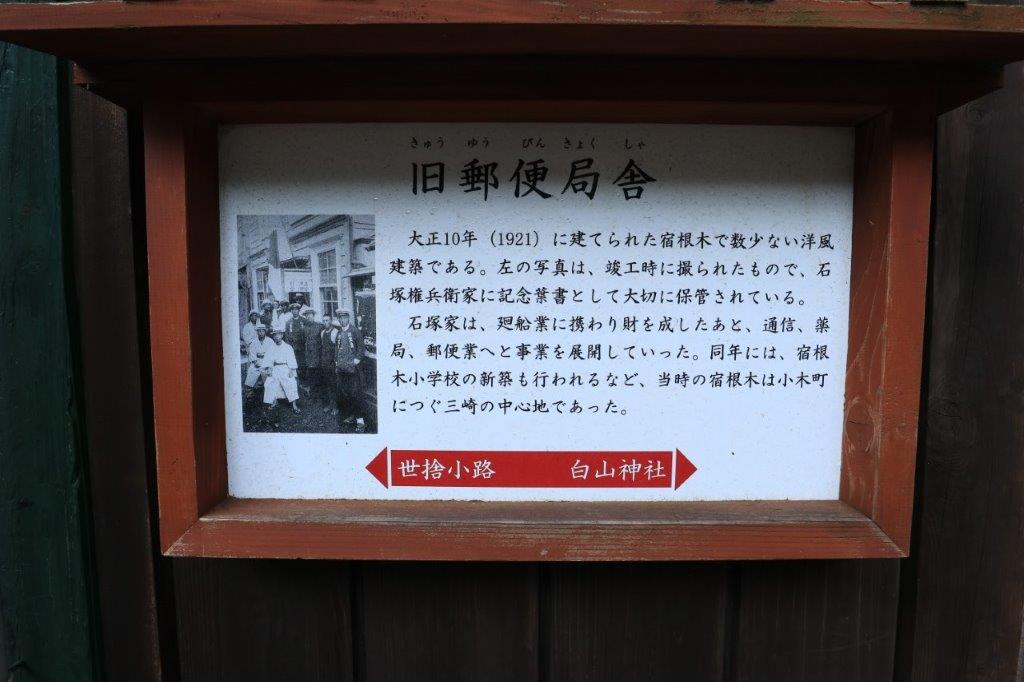 きゅう ゆう びん きょく しゃ
旧郵便局舎
大正10年（1921）に建てられた宿根木で数少ない洋風
建築である。左の写真は、竣工時に撮られたもので、石
塚権兵衛家に記念葉書として大切に保管されている。
石塚家は、廻船業に携わり財を成したあと、通信、薬
局、郵便業へと事業を展開していった。同年には、宿根
木小学校の新築も行われるなど、当時の宿根木は小木町
につぐ三崎の中心地であった。
世捨小路 白山神社